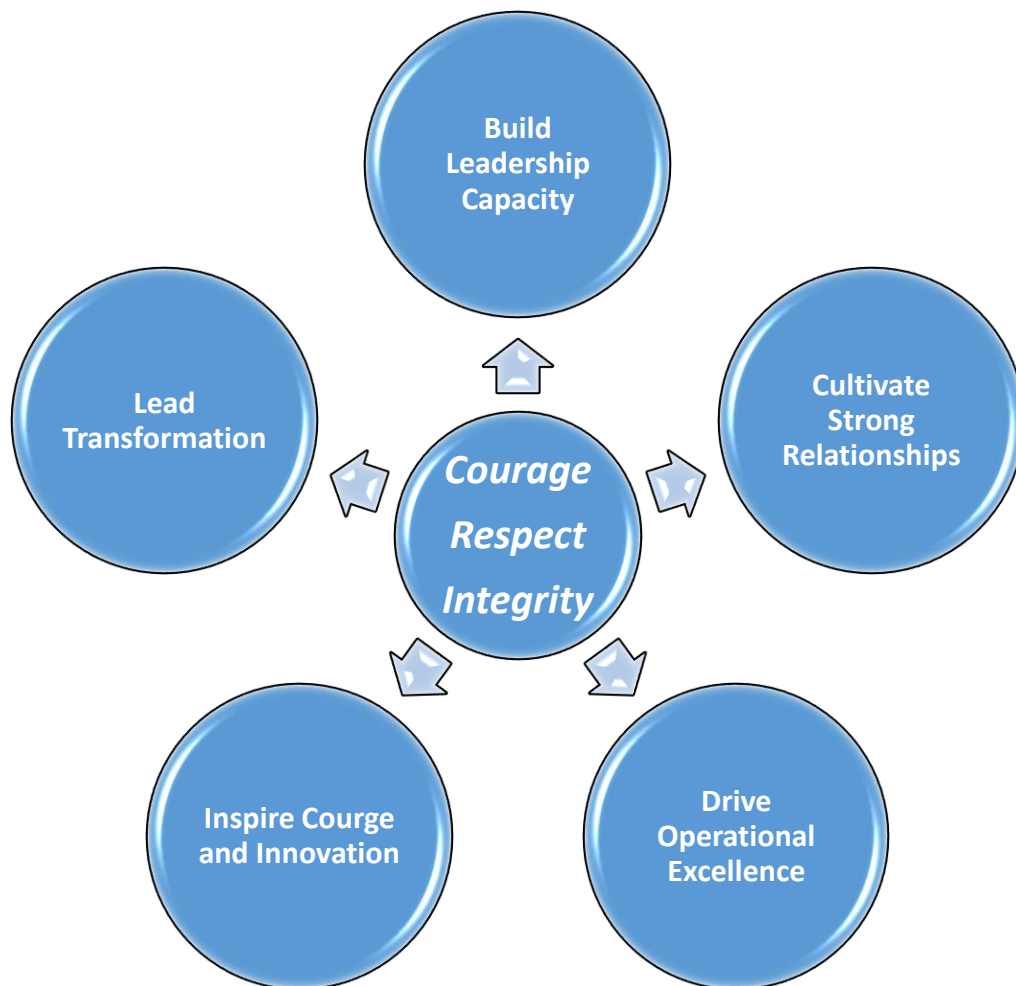 Build
Leadership
Capacity
Lead
Transformation
Cultivate
Strong
Relationships
Courage
Respect
Integrity
Inspire Courge
and Innovation
Drive
Operational
Excellence